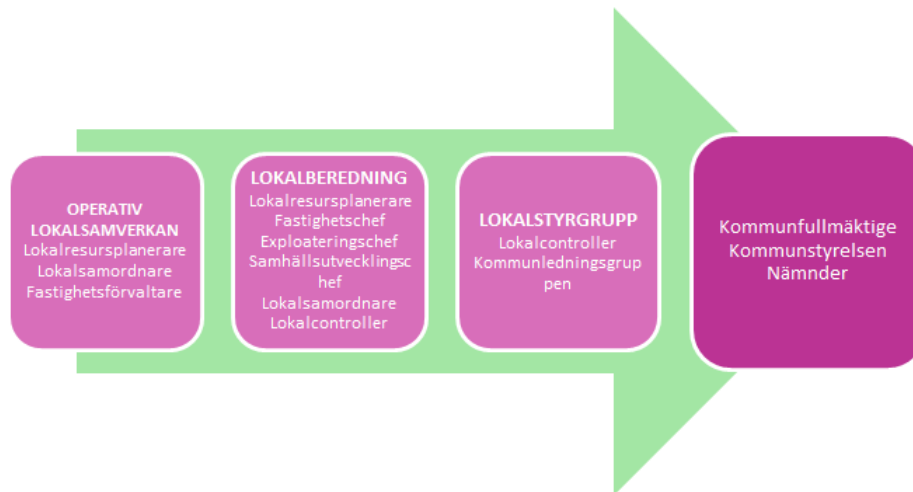 OPERATIV
LOKALSAMVERKAN
Lokalresursplanerare
Lokalsamordnare
Fastighetsförvaltare
LOKALBEREDNING
Lokalresursplanerare
Fastighetschef
Exploateringschef
Samhällsutvecklingsc
hef
Lokalsamordnare
Lokalcontroller
LOKALSTYRGRUPP
Lokalcontroller
Kommunledningsgrup
pen
Kommunfullmäktige
Kommunstyrelsen
Nämnder